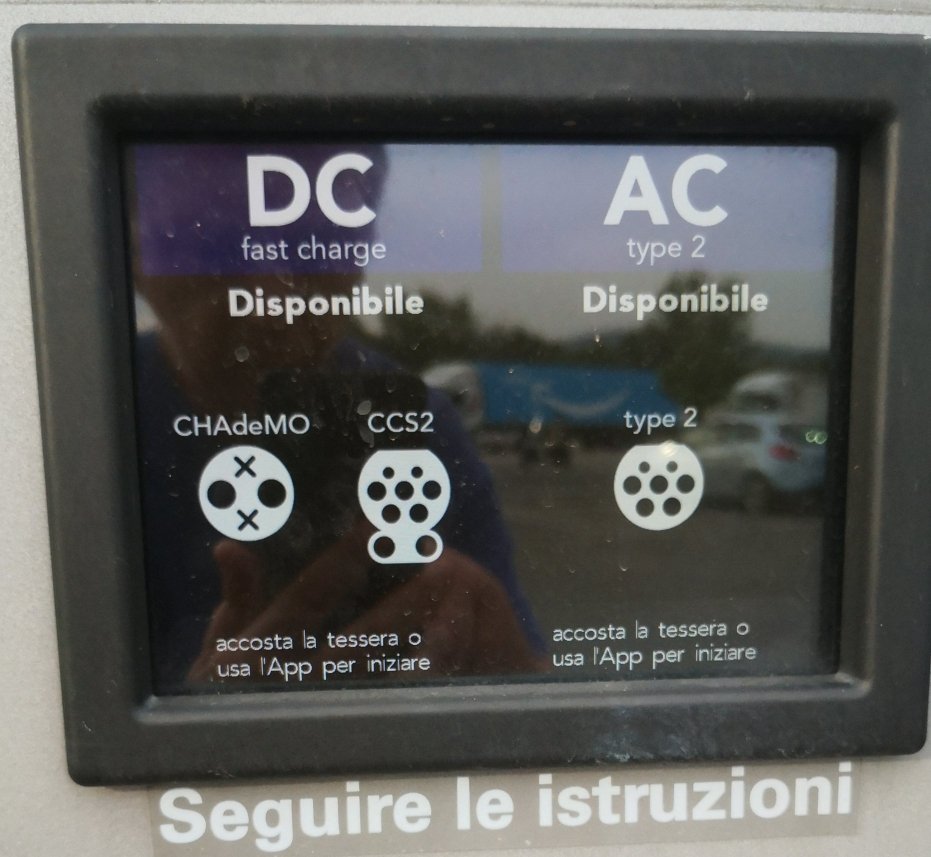 DC
fast charge
Disponibile
CHAdeMO
CCS2
accosta la tessera o
usa l'App per iniziare
AC
type 2
Disponibile
type 2
accosta la tessera o
usa l'App per iniziare
Seguire le istruzioni